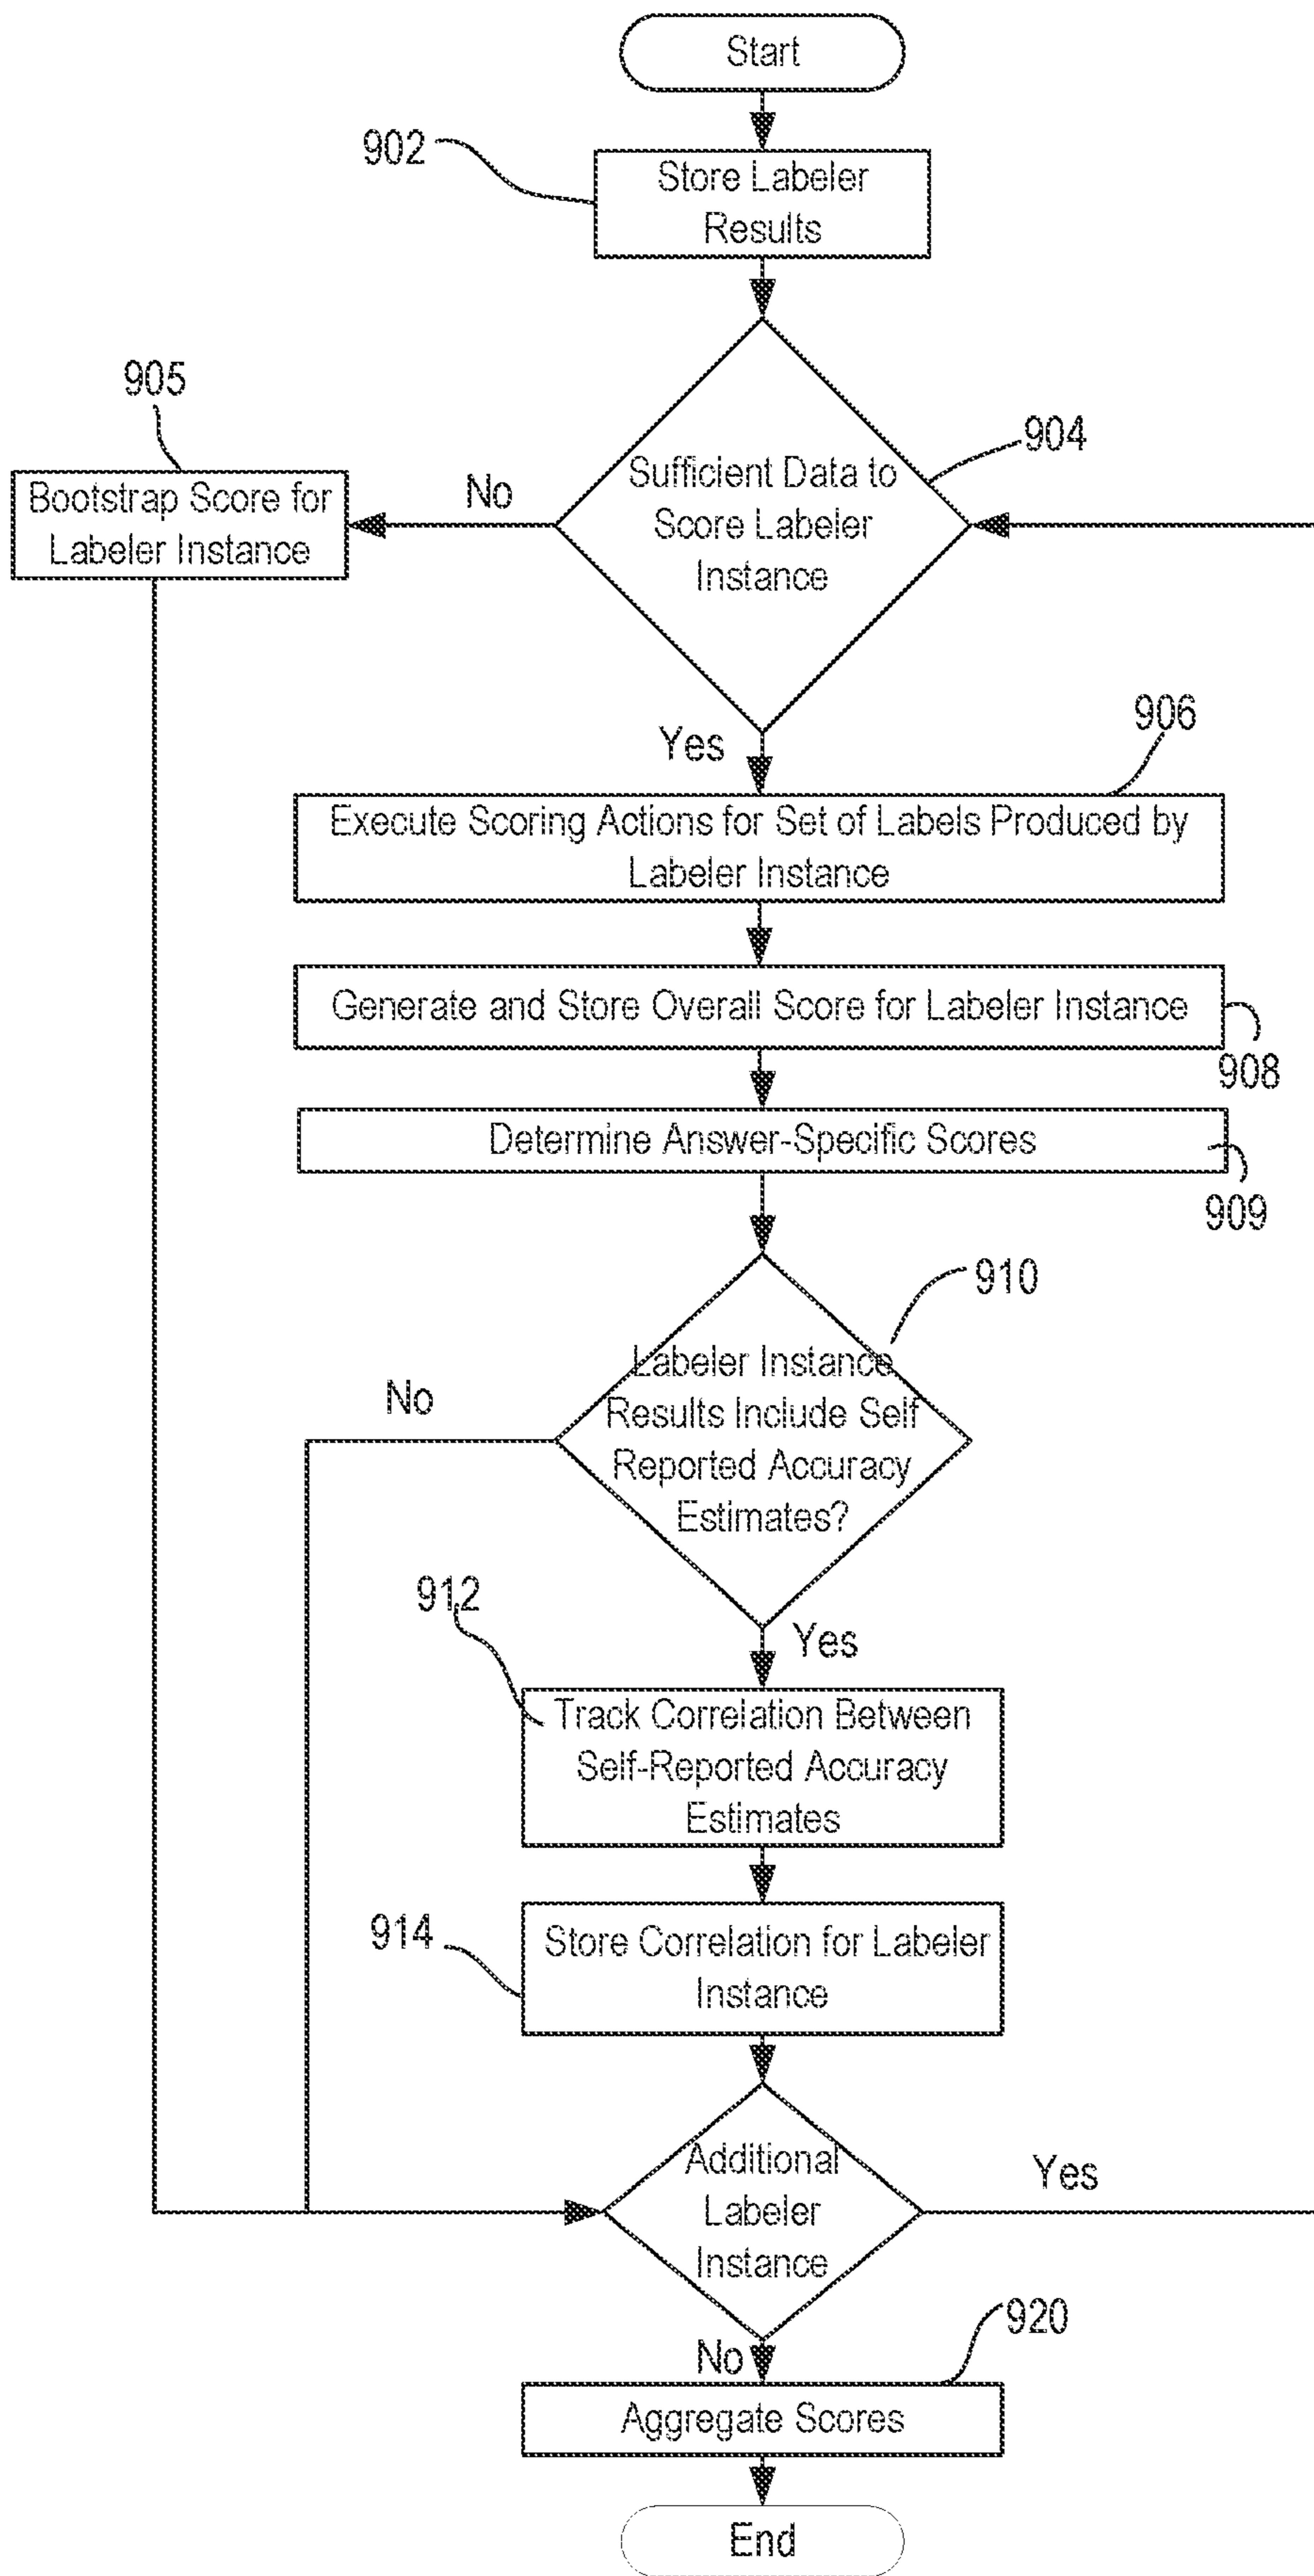 Start
902
Store Labeler
Results
905
904
Bootstrap Score for
Labeler Instance
No
Sufficient Data to
Score Labeler
Instance
Yes
906
Execute Scoring Actions for Set of Labels Produced by
Labeler Instance
Generate and Store Overall Score for Labeler Instance
908
Determine Answer-Specific Scores
909
910
Labeler Instance
Results Include Self
Reported Accuracy
Estimates?
No
912
Yes
Track Correlation Between
Self-Reported Accuracy
Estimates
914
Store Correlation for Labeler
Instance
Additional
Labeler
Instance
Yes
920
No
Aggregate Scores
End